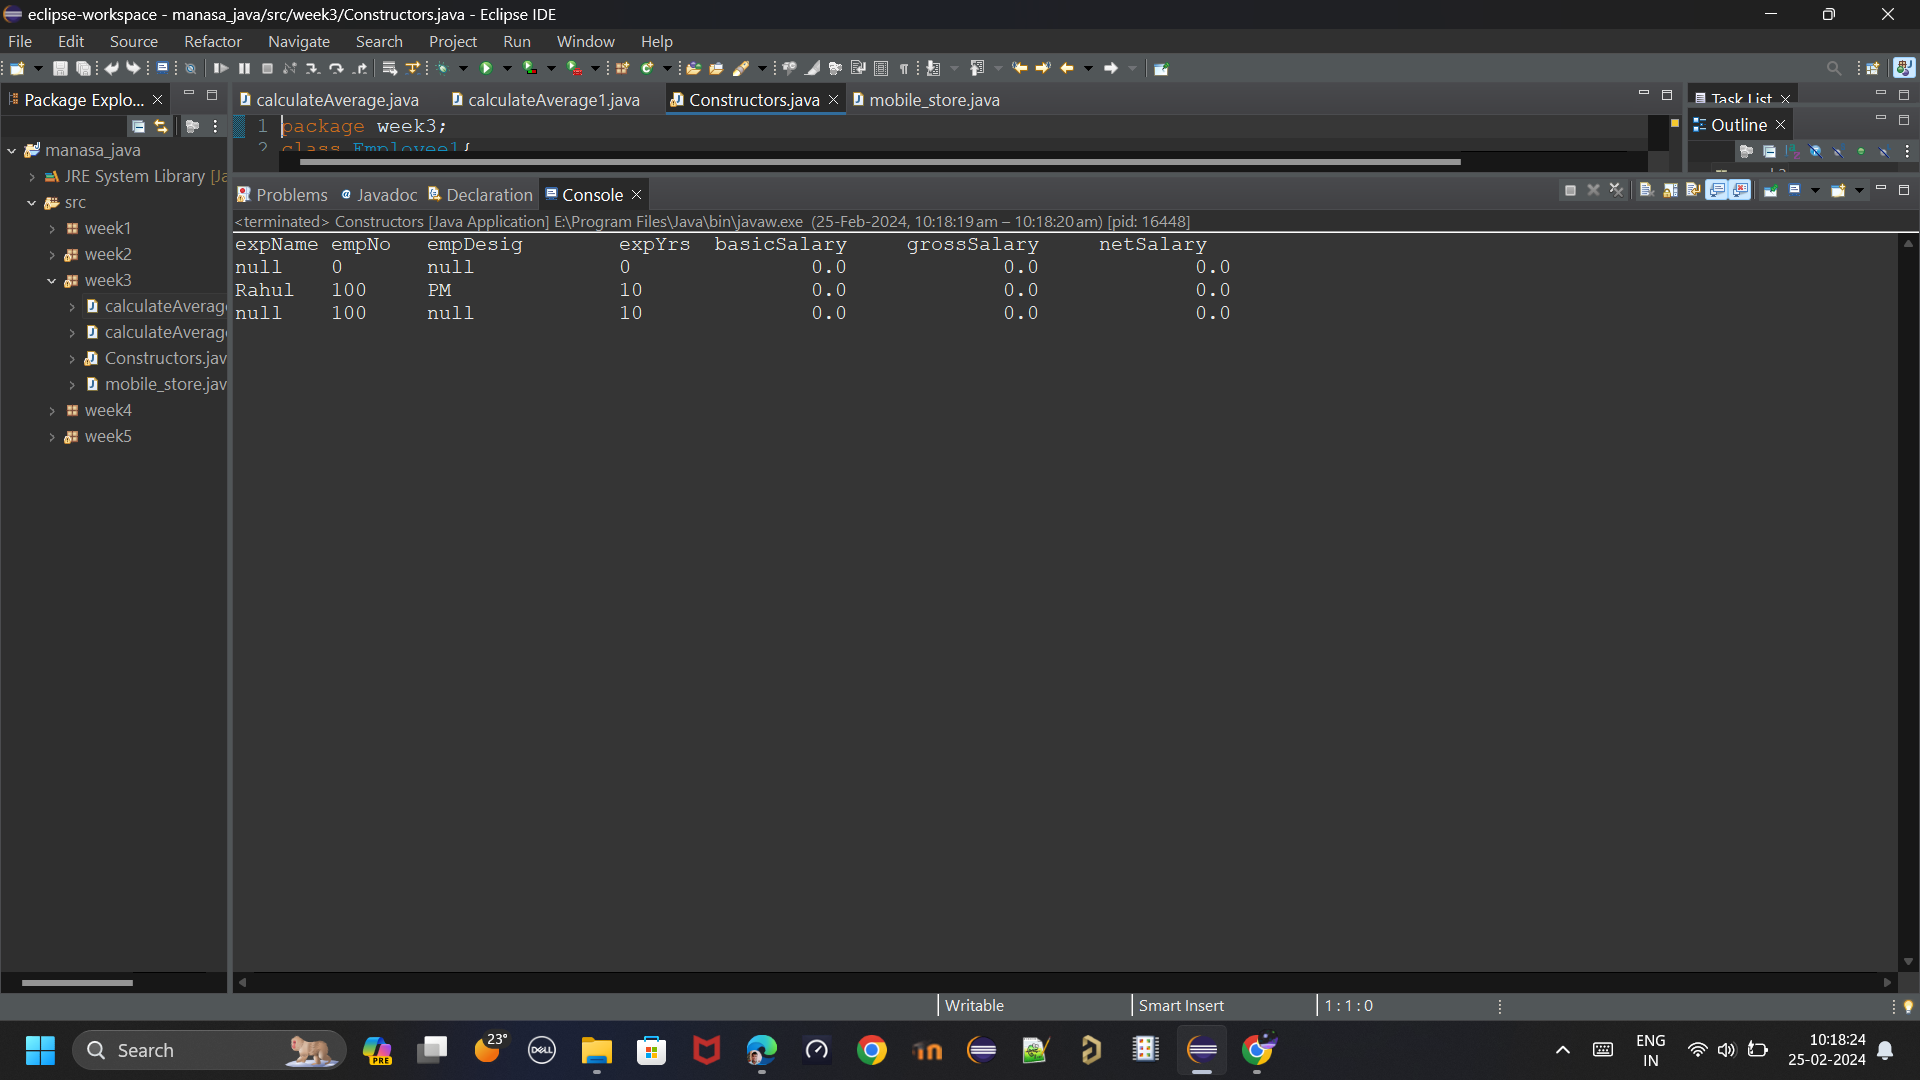 eclipse-workspace - manasa_java/src/week3/Constructors.java - Eclipse IDE
File Edit Source Refactor Navigate Search Project Run Window Help
Package Explo...
calculateAverage.java calculateAverage1.java Constructors.java mobile_store.java
Task List
Outline
1 package week3;
2 class Employee1{
manasa_java
JRE System Library [Ja
src
week1
week2
week3
calculateAverag
calculateAverag
Constructors.jav
mobile_store.jav
week4
week5
Problems Javadoc Declaration Console
<terminated> Constructors [Java Application] E:\Program Files\Java\bin\javaw.exe (25-Feb-2024, 10:18:19 am – 10:18:20 am) [pid: 16448]
expName empNo empDesig expYrs basicSalary grossSalary netSalary
null 0 null 0 0.0 0.0 0.0
Rahul 100 PM 10 0.0 0.0 0.0
null 100 null 10 0.0 0.0 0.0
Writable Smart Insert 1 : 1 : 0
Search
PRE
23°
DELL
ENG
IN
10:18:24
25-02-2024